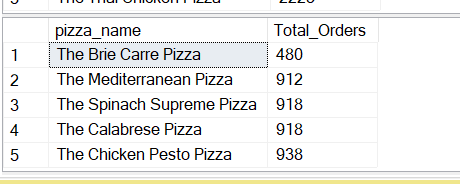 pizza_name Total_Orders
1 The Brie Carre Pizza 480
2 The Mediterranean Pizza 912
3 The Spinach Supreme Pizza 918
4 The Calabrese Pizza 918
5 The Chicken Pesto Pizza 938